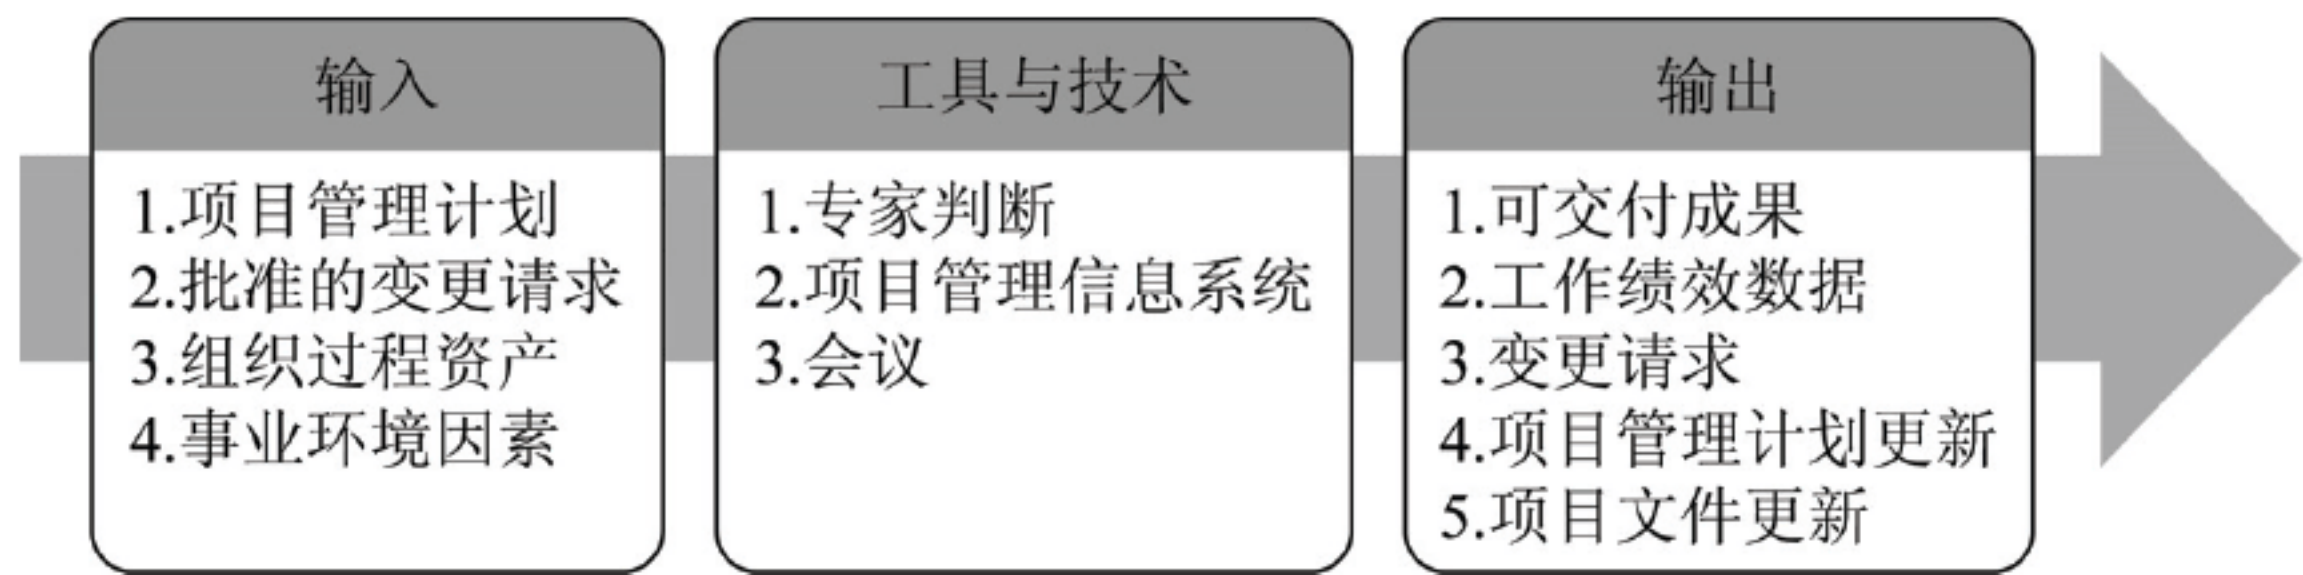 输入
1.项目管理计划
2.批准的变更请求
3.组织过程资产
4.事业环境因素
工具与技术
1.专家判断
2.项目管理信息系统
3.会议
输出
1.可交付成果
2.工作绩效数据
3.变更请求
4.项目管理计划更新
5.项目文件更新